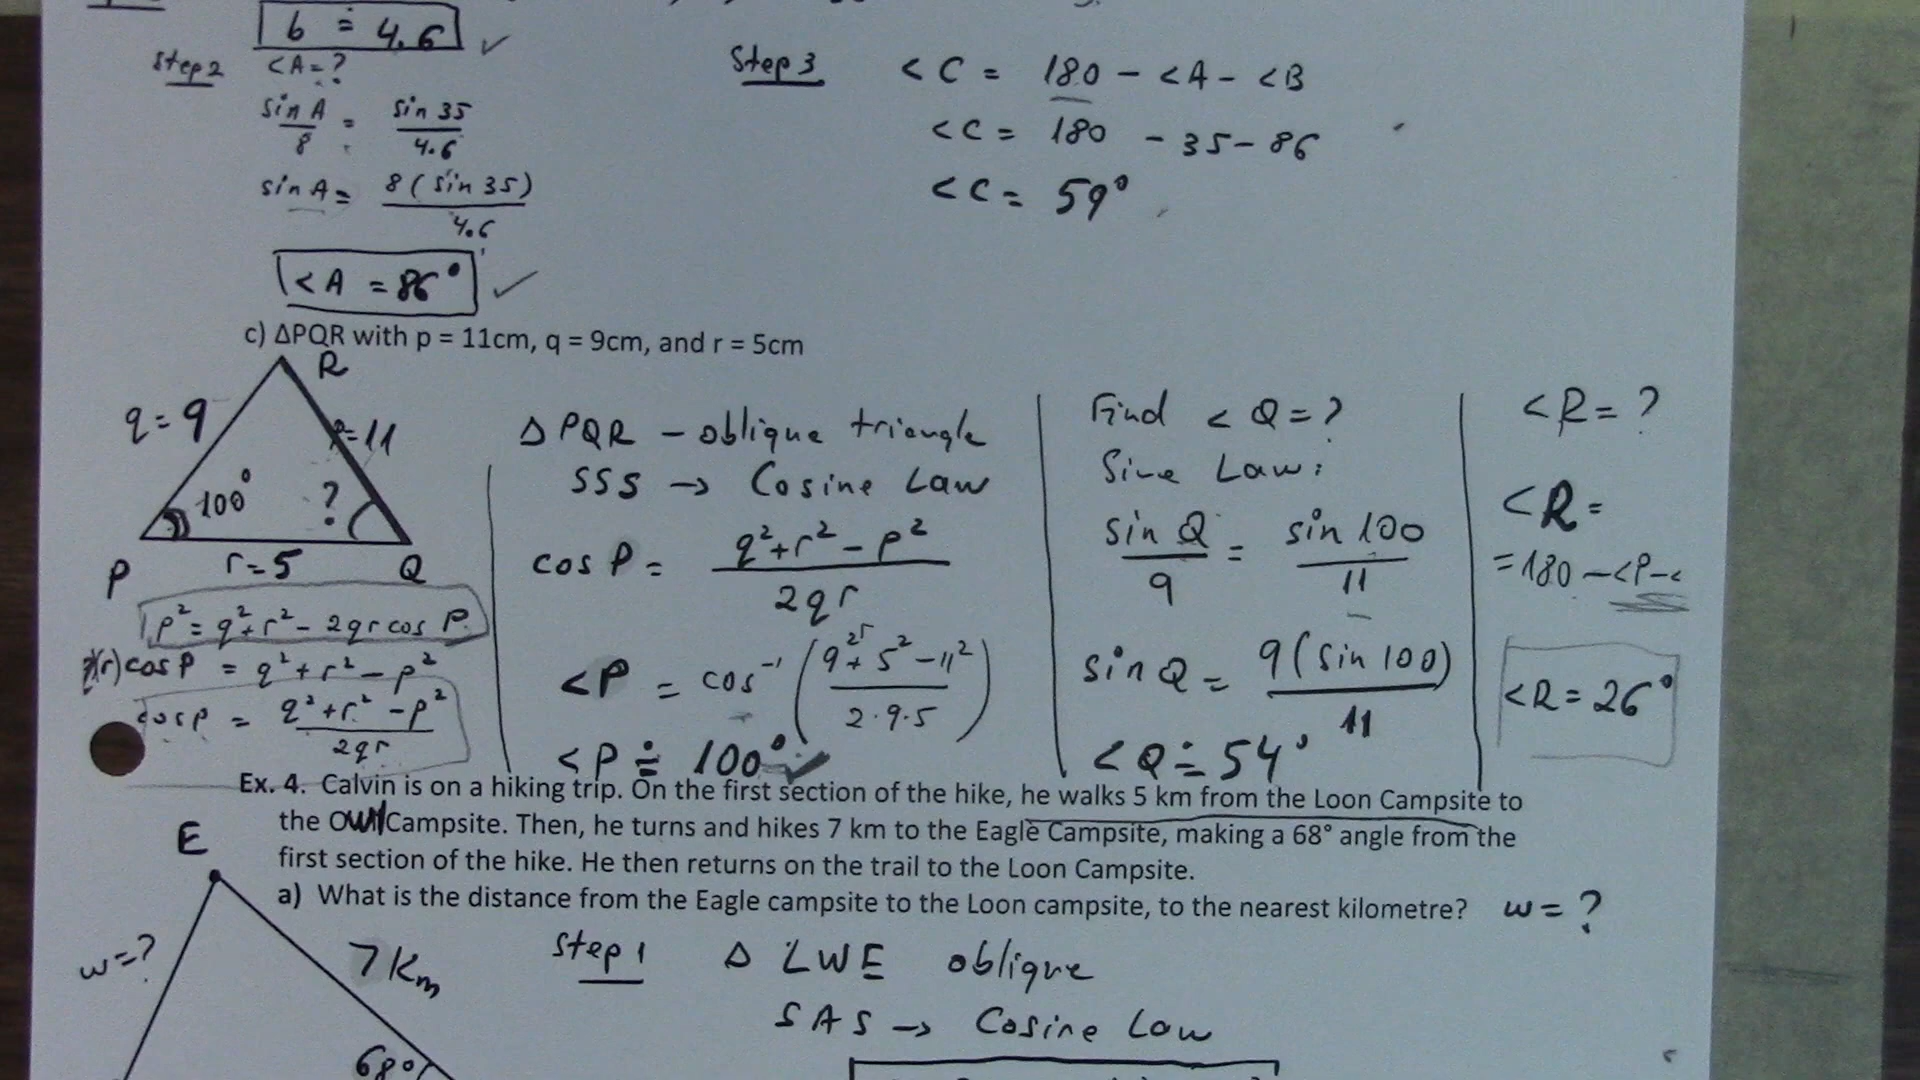 b ≐ 4.6 ✓
Step 2 <A = ?
sin A / 8 = sin 35 / 4.6
sin A = 8 (sin 35) / 4.6
<A = 86° ✓
Step 3 <C = 180 - <A - <B
<C = 180 - 35 - 86
<C = 59°
c) ΔPQR with p = 11cm, q = 9cm, and r = 5cm
R
q = 9
p = 11
100°
?
P
r = 5
Q
p² = q² + r² - 2qr cos P
cos P = q² + r² - p²
cos P = q² + r² - p² / 2qr
Δ PQR - oblique triangle
SSS → Cosine Law
cos P = q² + r² - p² / 2qr
<P = cos⁻¹ ( 9² + 5² - 11² / 2·9·5 )
<P ≐ 100° ✓
Find <Q = ?
Sine Law:
sin Q / 9 = sin 100 / 11
sin Q = 9 (sin 100) / 11
<Q ≐ 54°
<R = ?
<R =
= 180 - <P - <
<R = 26°
Ex. 4. Calvin is on a hiking trip. On the first section of the hike, he walks 5 km from the Loon Campsite to
the Owl Campsite. Then, he turns and hikes 7 km to the Eagle Campsite, making a 68° angle from the
first section of the hike. He then returns on the trail to the Loon Campsite.
a) What is the distance from the Eagle campsite to the Loon campsite, to the nearest kilometre? w = ?
E
w = ?
7 Km
68°
Step 1 Δ LWE oblique
SAS → Cosine Law